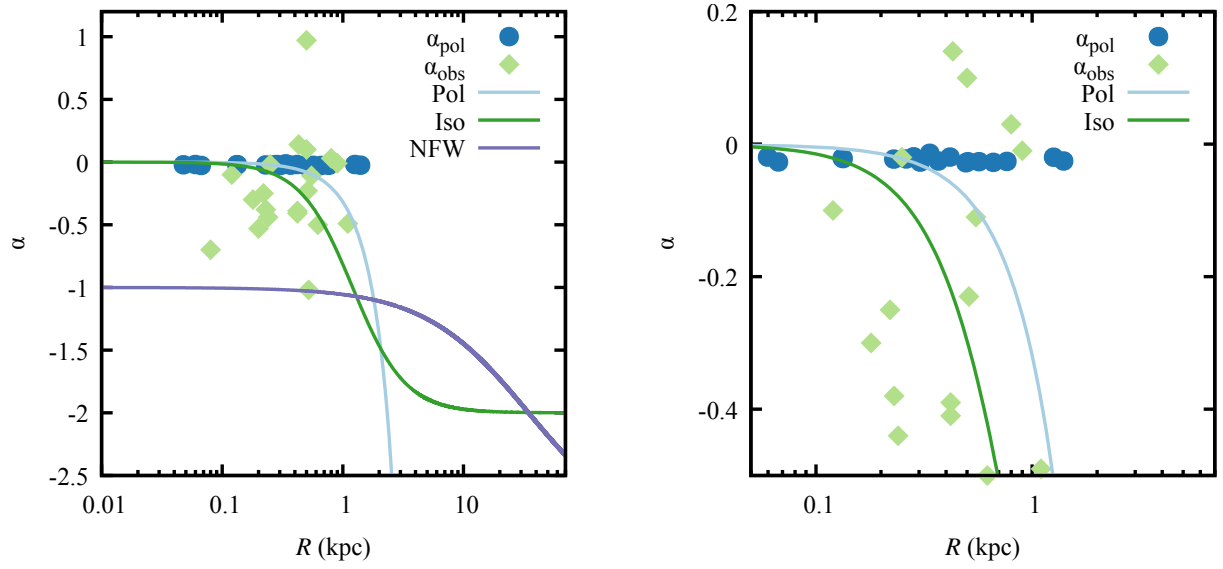 α_pol
α_obs
Pol
Iso
NFW
1
0.5
0
-0.5
-1
-1.5
-2
-2.5
α
0.01
0.1
1
10
R (kpc)
α_pol
α_obs
Pol
Iso
0.2
0
-0.2
-0.4
α
0.1
1
R (kpc)